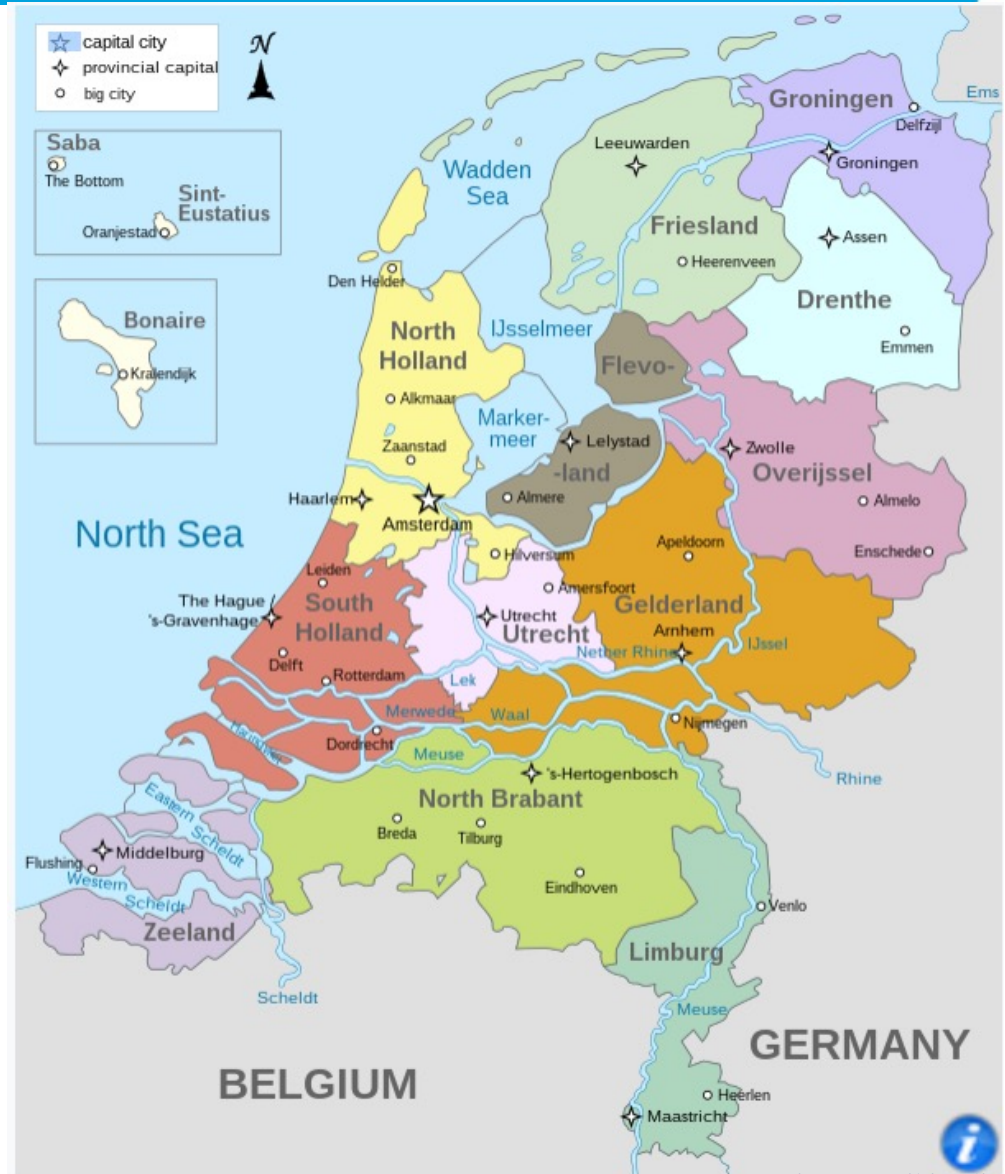 capital city
provincial capital
big city
N
Saba
The Bottom
Sint-
Eustatius
Oranjestad
Bonaire
Kralendijk
Wadden
Sea
Groningen
Ems
Delfzijl
Leeuwarden
Groningen
Friesland
Assen
Heerenveen
Den Helder
Drenthe
North
Holland
IJsselmeer
Emmen
Flevo-
Alkmaar
Marker-
meer
Zaanstad
Lelystad
Zwolle
-land
Overijssel
Haarlem
Almere
Almelo
Amsterdam
North Sea
Apeldoorn
Enschede
Hilversum
Leiden
Amersfoort
The Hague /
's-Gravenhage
South
Holland
Utrecht
Utrecht
Gelderland
Arnhem
Nether Rhine
IJssel
Delft
Rotterdam
Lek
Merwede
Waal
Nijmegen
Dordrecht
Meuse
's-Hertogenbosch
Rhine
North Brabant
Eastern Scheldt
Breda
Tilburg
Middelburg
Flushing
Western
Scheldt
Eindhoven
Venlo
Zeeland
Limburg
Scheldt
Meuse
GERMANY
BELGIUM
Heerlen
Maastricht
i